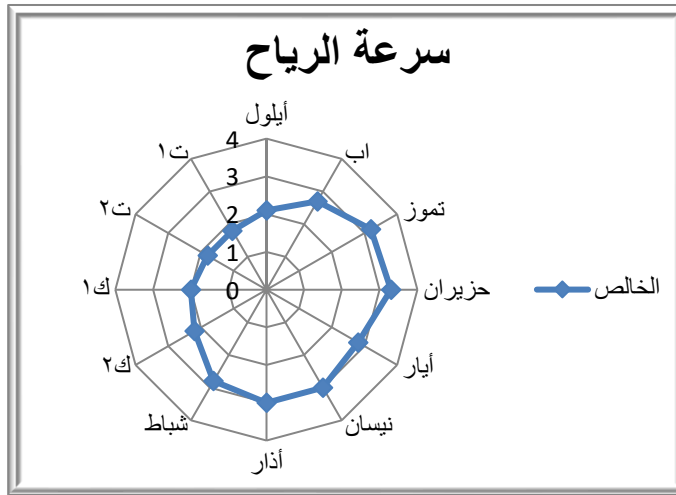 سرعة الرياح
أيلول
اب
تموز
حزيران
أيار
نيسان
أذار
شباط
ك٢
ك١
ت٢
ت١
4
3
2
1
0
الخالص